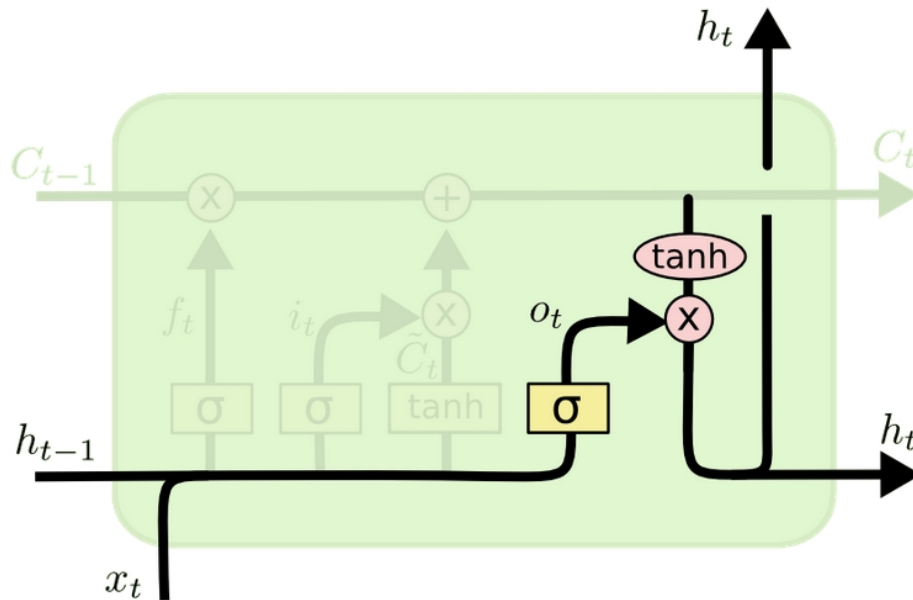 h_t
C_{t-1}
C_t
x
+
tanh
f_t
i_t
x
o_t
x
C̃_t
σ
σ
tanh
σ
h_{t-1}
h_t
x_t